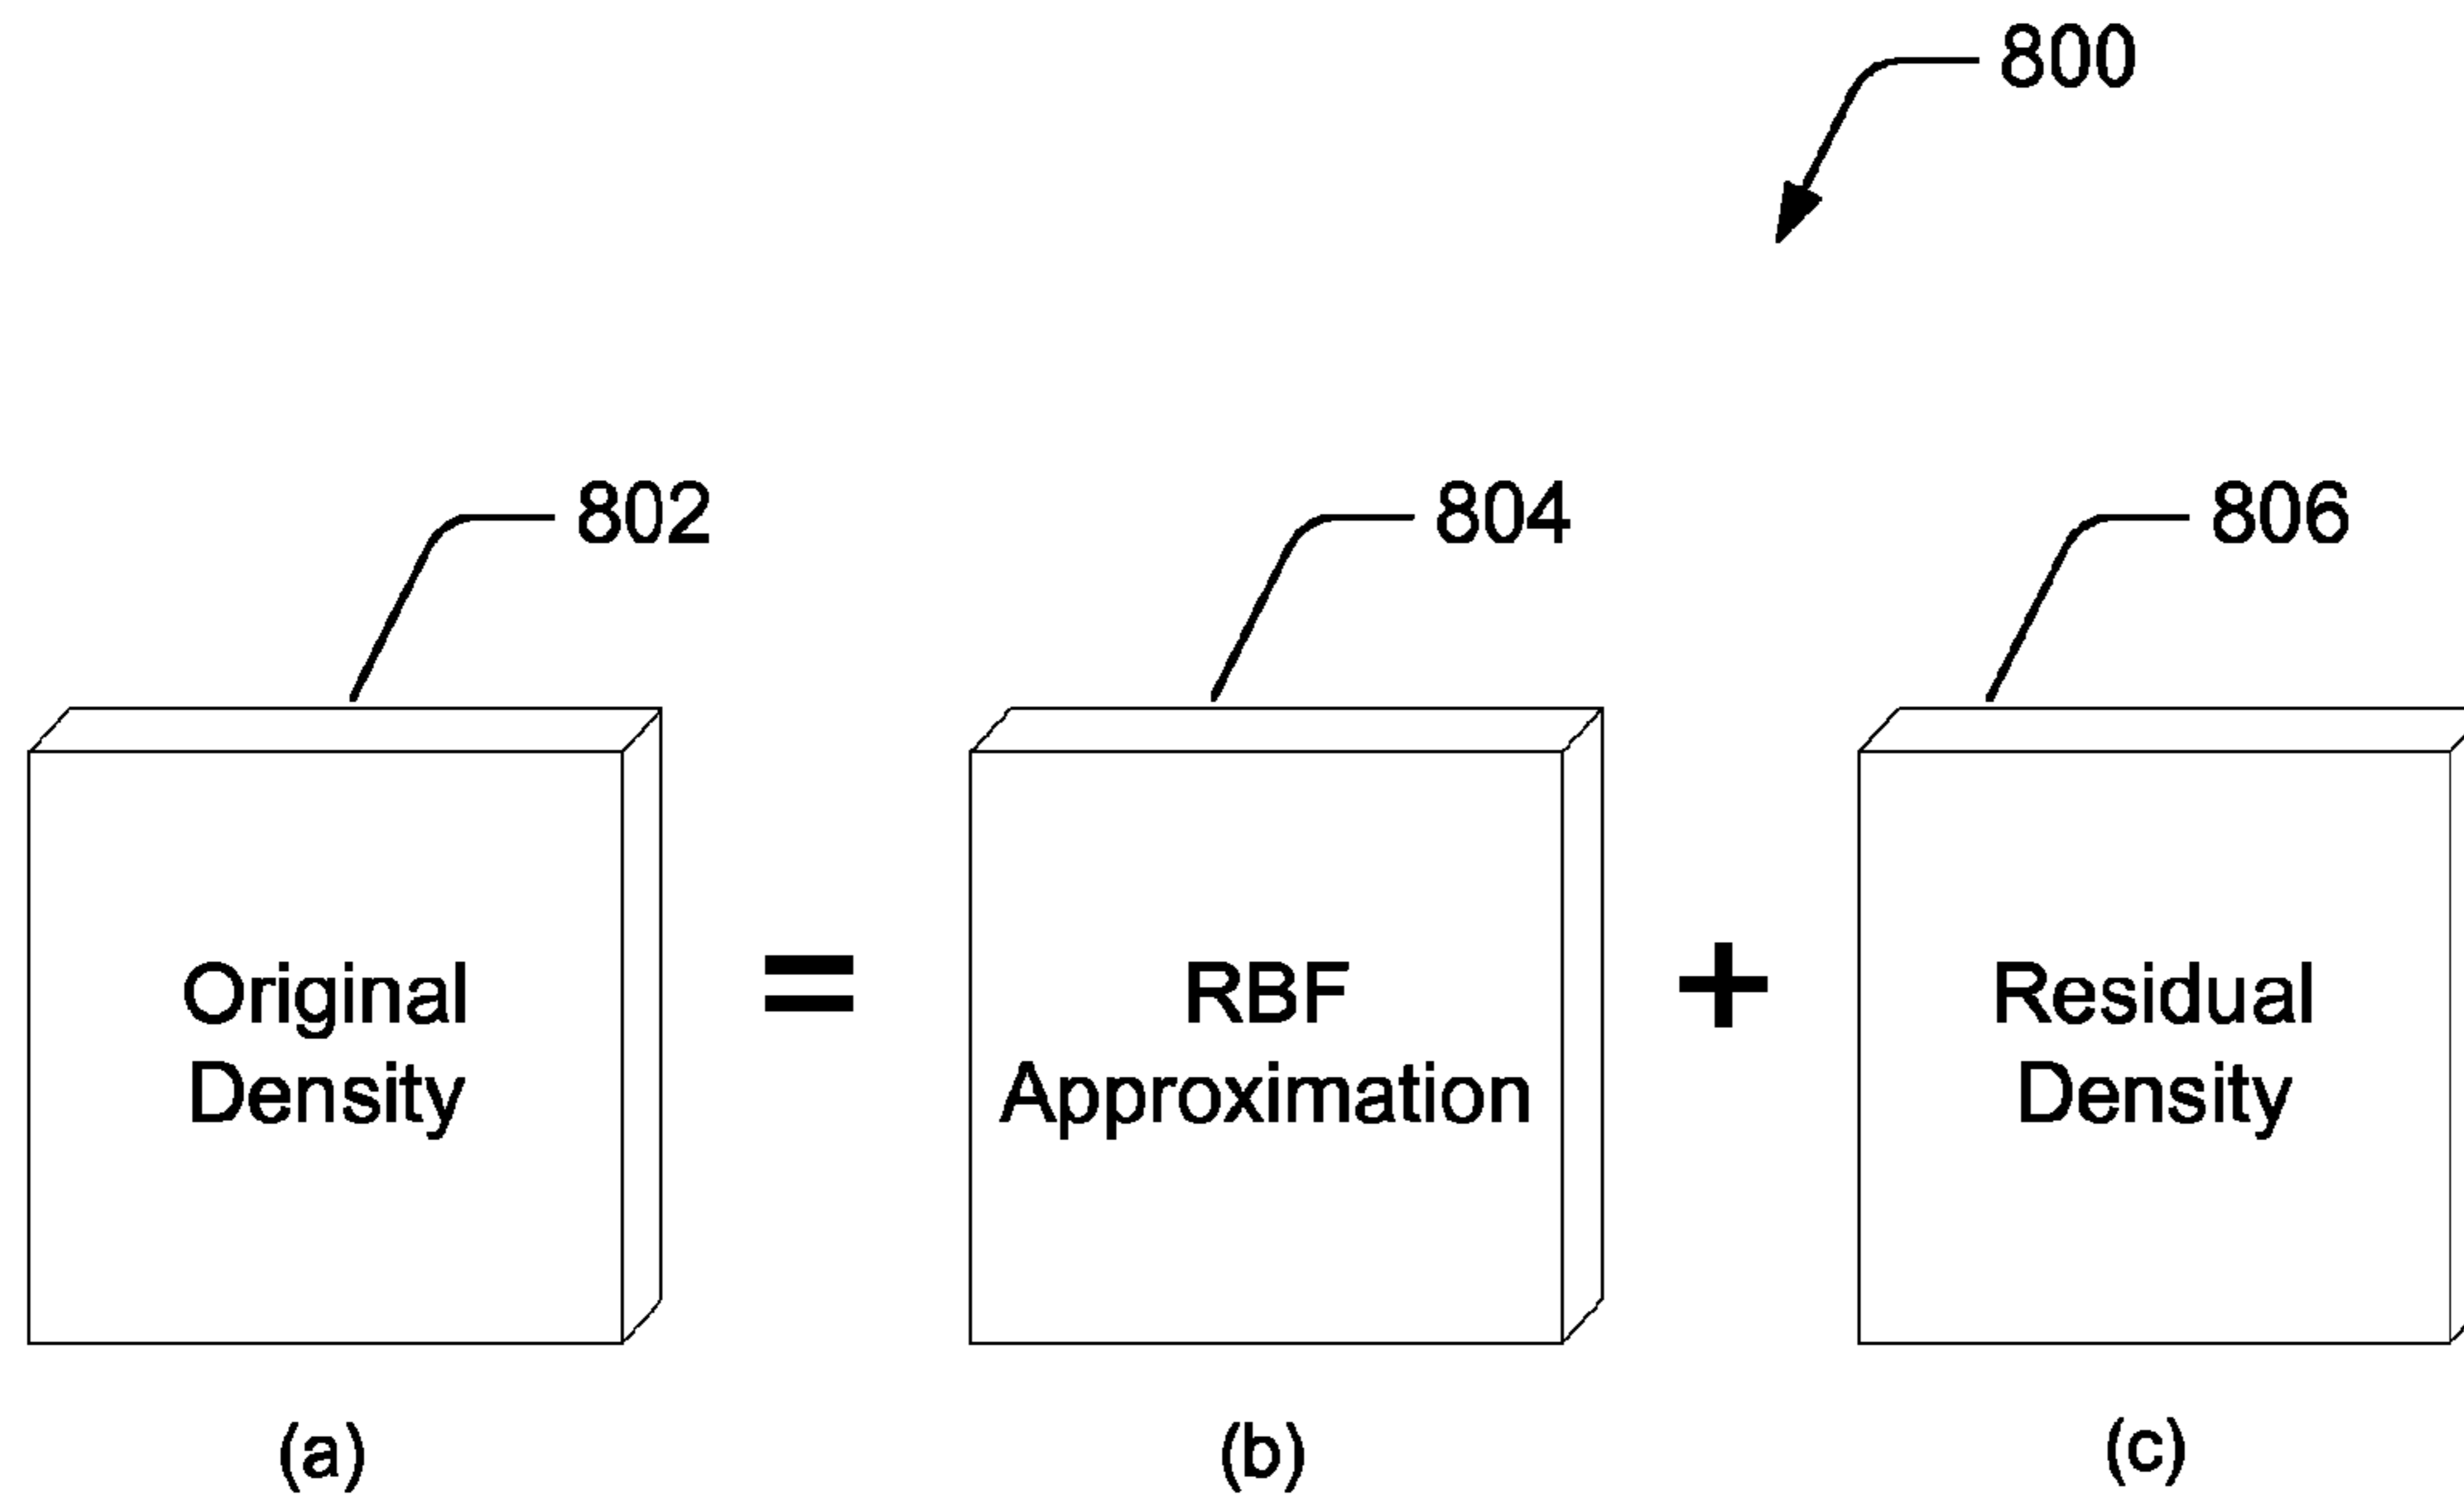 800
802
804
806
Original
Density
=
RBF
Approximation
+
Residual
Density
(a)
(b)
(c)